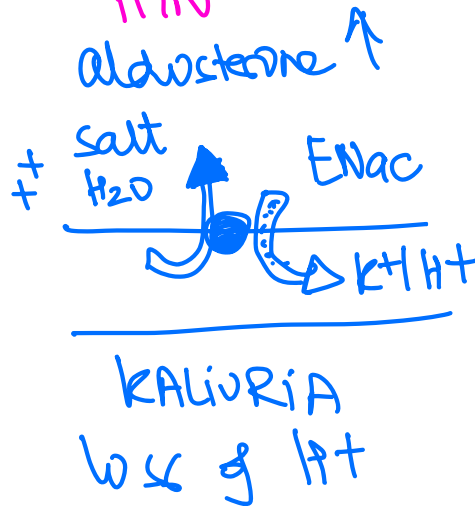 aldosterone ↑
salt
++ H2O
ENac
K+/H+
KALIURIA
loss of H+